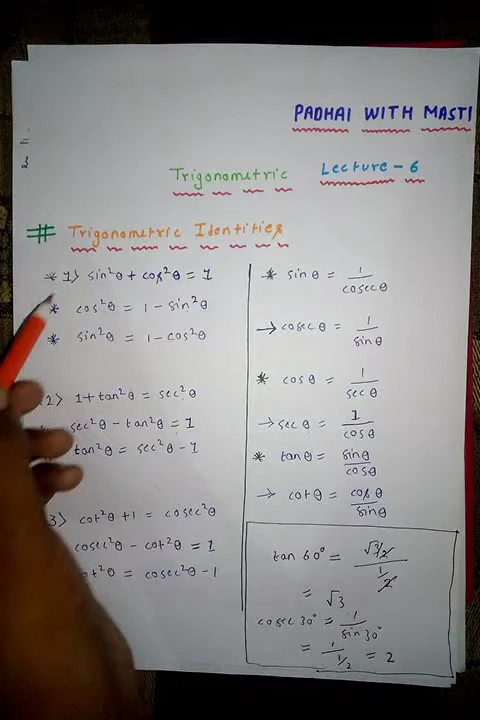 PADHAI WITH MASTI
Trigonometric Lecture - 6
# Trigonometric Identities
* 1> sin²θ + cos²θ = 1
* cos²θ = 1 - sin²θ
* sin²θ = 1 - cos²θ
2> 1 + tan²θ = sec²θ
sec²θ - tan²θ = 1
tan²θ = sec²θ - 1
3> cot²θ + 1 = cosec²θ
cosec²θ - cot²θ = 1
cot²θ = cosec²θ - 1
* sinθ = 1/cosecθ
→ cosecθ = 1/sinθ
* cosθ = 1/secθ
→ secθ = 1/cosθ
* tanθ = sinθ/cosθ
→ cotθ = cosθ/sinθ
tan 60° = √3/2 / 1/2
= √3
cosec 30° = 1/sin 30°
= 1/1/2 = 2